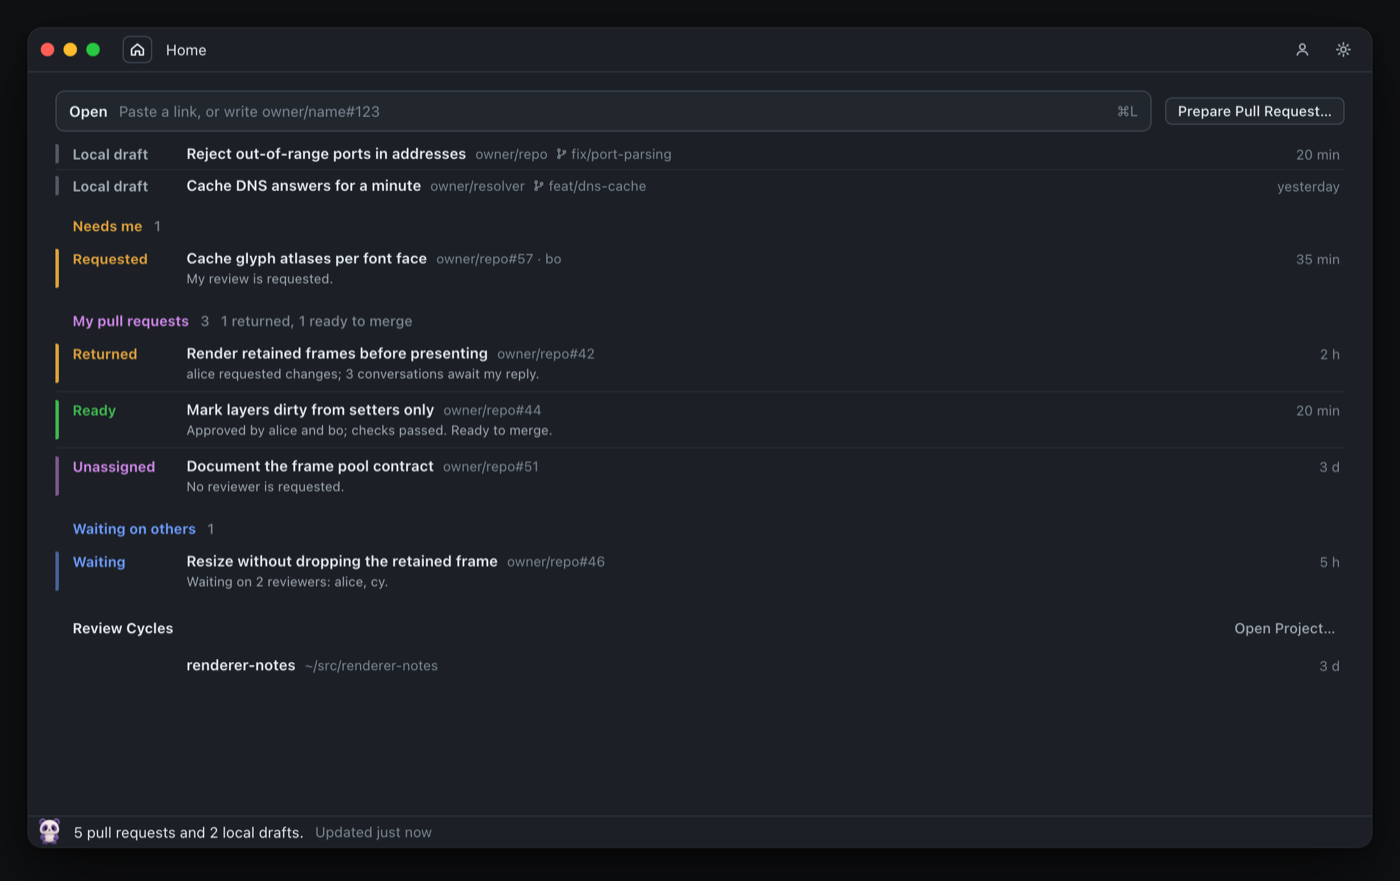 Home
Open Paste a link, or write owner/name#123 ⌘L Prepare Pull Request...
Local draft Reject out-of-range ports in addresses owner/repo fix/port-parsing 20 min
Local draft Cache DNS answers for a minute owner/resolver feat/dns-cache yesterday
Needs me 1
Requested Cache glyph atlases per font face owner/repo#57 · bo 35 min
My review is requested.
My pull requests 3 1 returned, 1 ready to merge
Returned Render retained frames before presenting owner/repo#42 2 h
alice requested changes; 3 conversations await my reply.
Ready Mark layers dirty from setters only owner/repo#44 20 min
Approved by alice and bo; checks passed. Ready to merge.
Unassigned Document the frame pool contract owner/repo#51 3 d
No reviewer is requested.
Waiting on others 1
Waiting Resize without dropping the retained frame owner/repo#46 5 h
Waiting on 2 reviewers: alice, cy.
Review Cycles Open Project...
renderer-notes ~/src/renderer-notes 3 d
5 pull requests and 2 local drafts. Updated just now